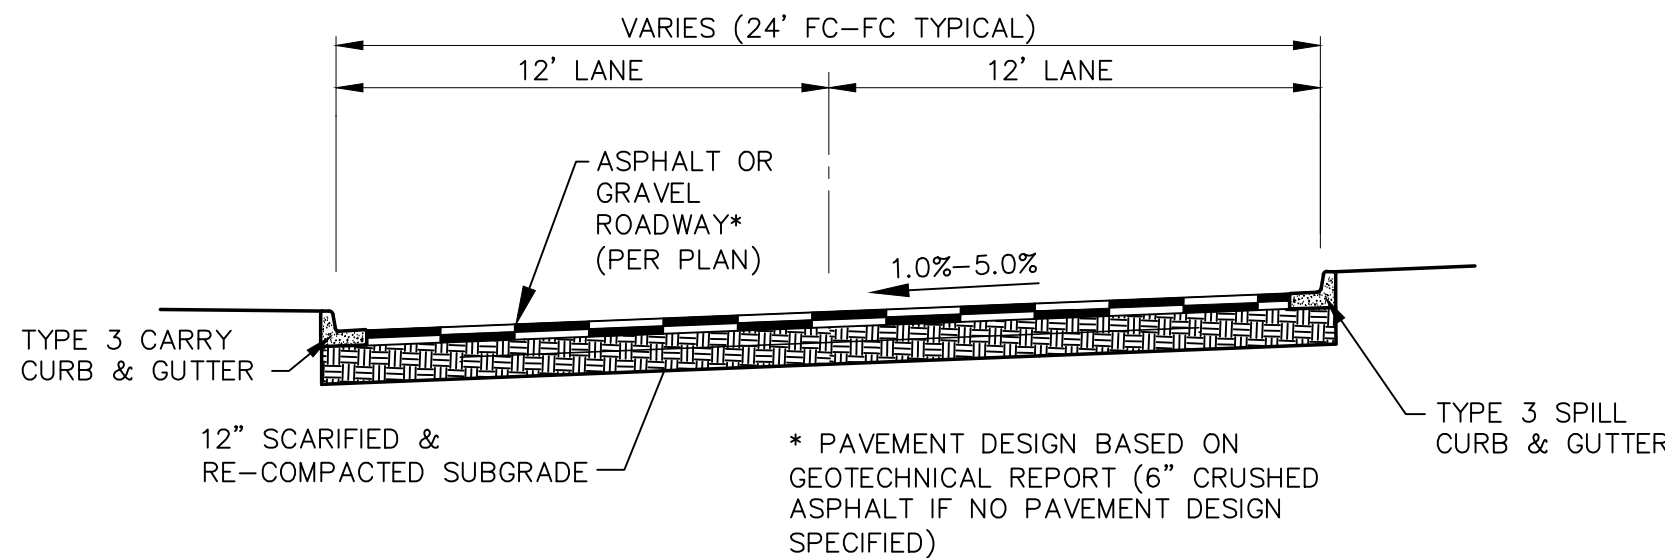 VARIES (24' FC–FC TYPICAL)
12' LANE
12' LANE
ASPHALT OR
GRAVEL
ROADWAY*
(PER PLAN)
1.0%–5.0%
TYPE 3 CARRY
CURB & GUTTER
TYPE 3 SPILL
CURB & GUTTER
12" SCARIFIED &
RE–COMPACTED SUBGRADE
* PAVEMENT DESIGN BASED ON
GEOTECHNICAL REPORT (6" CRUSHED
ASPHALT IF NO PAVEMENT DESIGN
SPECIFIED)